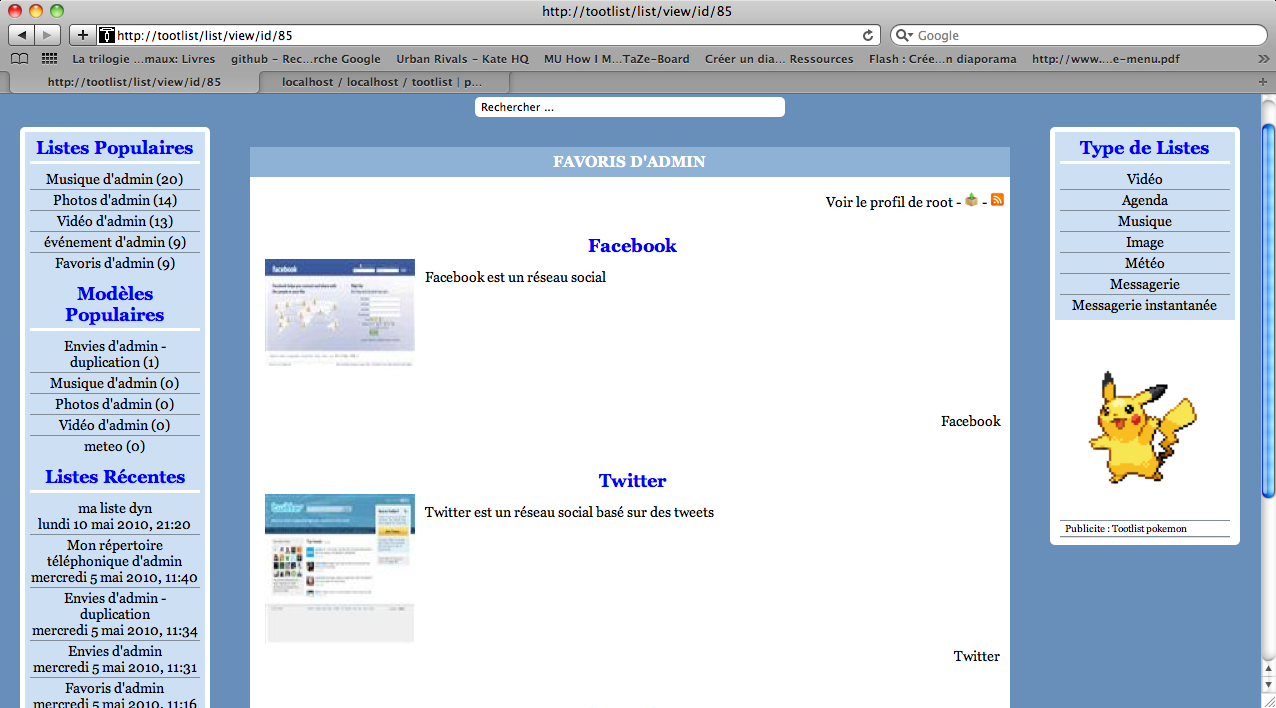 http://tootlist/list/view/id/85
http://tootlist/list/view/id/85
Google
La trilogie ...maux: Livres
github - Rec...rche Google
Urban Rivals - Kate HQ
MU How I M...TaZe-Board
Créer un dia... Ressources
Flash : Crée...n diaporama
http://www....e-menu.pdf
http://tootlist/list/view/id/85
localhost / localhost / tootlist | p...
Rechercher ...
Listes Populaires
Musique d'admin (20)
Photos d'admin (14)
Vidéo d'admin (13)
événement d'admin (9)
Favoris d'admin (9)
Modèles
Populaires
Envies d'admin -
duplication (1)
Musique d'admin (0)
Photos d'admin (0)
Vidéo d'admin (0)
meteo (0)
Listes Récentes
ma liste dyn
lundi 10 mai 2010, 21:20
Mon répertoire
téléphonique d'admin
mercredi 5 mai 2010, 11:40
Envies d'admin -
duplication
mercredi 5 mai 2010, 11:34
Envies d'admin
mercredi 5 mai 2010, 11:31
Favoris d'admin
mercredi 5 mai 2010, 11:16
FAVORIS D'ADMIN
Voir le profil de root - -
Facebook
facebook
Facebook est un réseau social
Facebook
Twitter
twitter
Twitter est un réseau social basé sur des tweets
Twitter
Type de Listes
Vidéo
Agenda
Musique
Image
Météo
Messagerie
Messagerie instantanée
Publicite : Tootlist pokemon